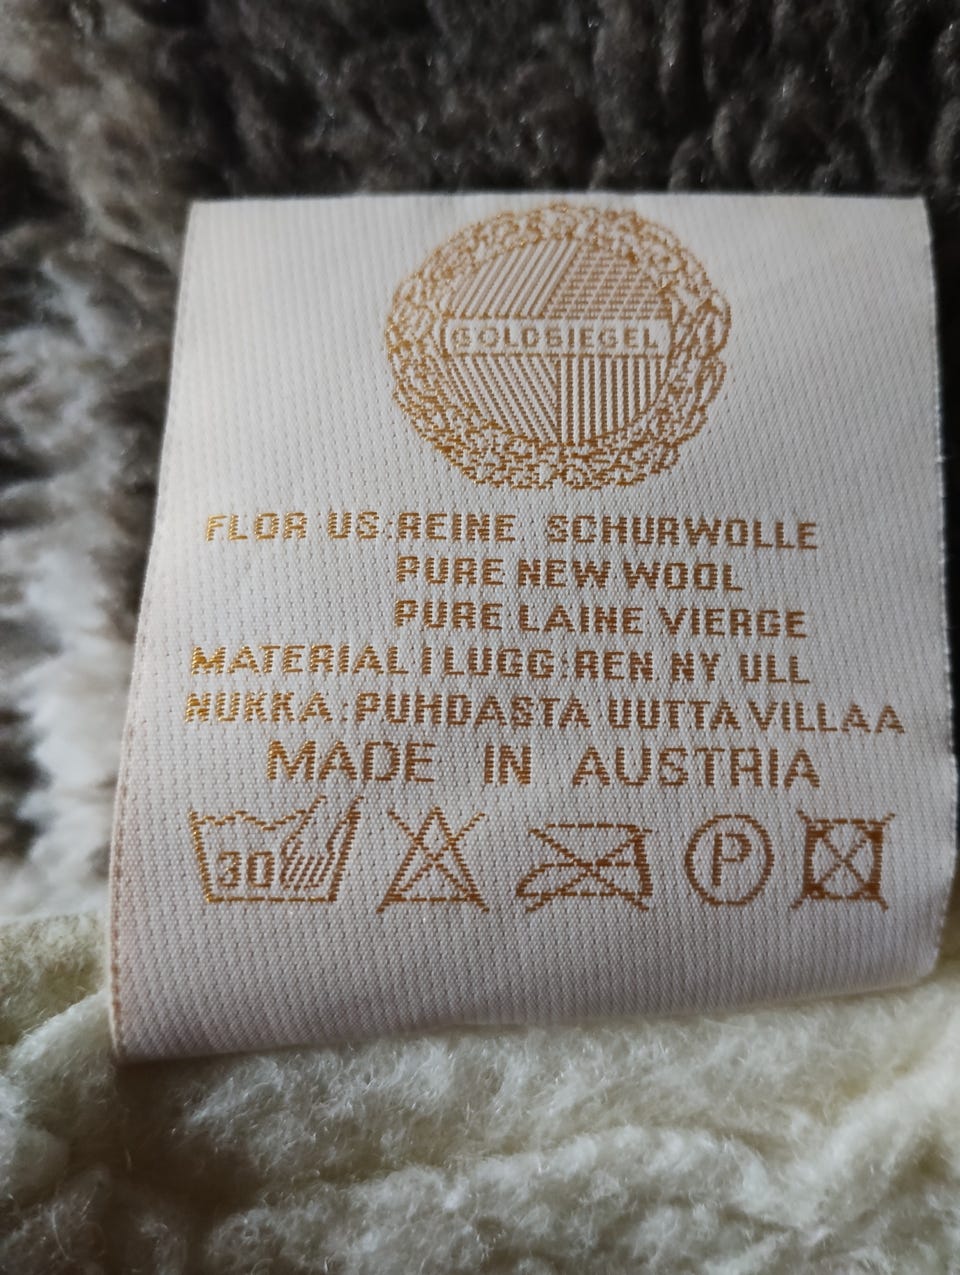 GOLDSIEGEL
FLOR US:REINE SCHURWOLLE
PURE NEW WOOL
PURE LAINE VIERGE
MATERIAL I LUGG:REN NY ULL
NUKKA:PUHDASTA UUTTA VILLAA
MADE IN AUSTRIA
30
P